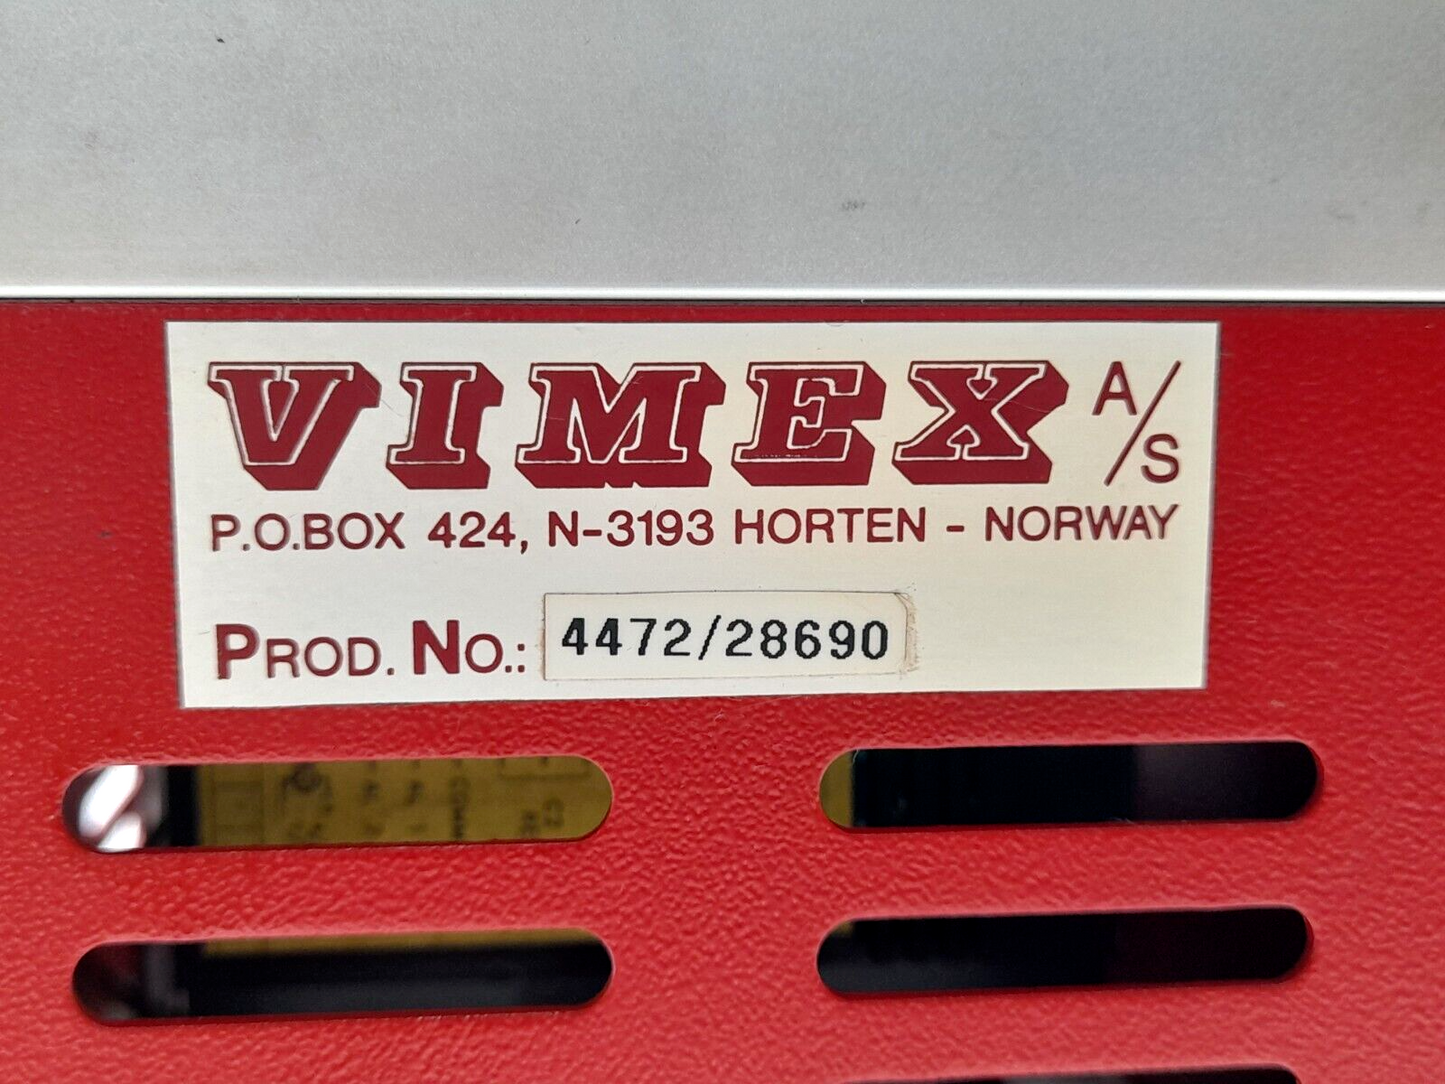 VIMEX A/S
P.O.BOX 424, N-3193 HORTEN - NORWAY
PROD. NO.: 4472/28690